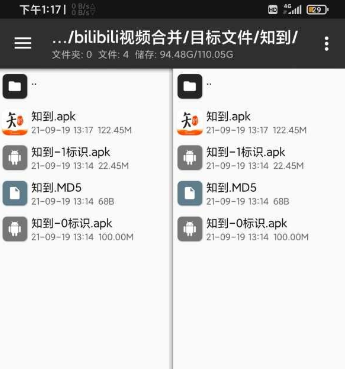 下午1:17
0 B/s
0 B/s
HD 4G 29
.../bilibili视频合并/目标文件/知到/
文件夹: 0 文件: 4 储存: 94.48G/110.05G
..
知到.apk
21-09-19 13:17 122.45M
知到-1标识.apk
21-09-19 13:14 22.45M
知到.MD5
21-09-19 13:14 68B
知到-0标识.apk
21-09-19 13:14 100.00M
..
知到.apk
21-09-19 13:17 122.45M
知到-1标识.apk
21-09-19 13:14 22.45M
知到.MD5
21-09-19 13:14 68B
知到-0标识.apk
21-09-19 13:14 100.00M